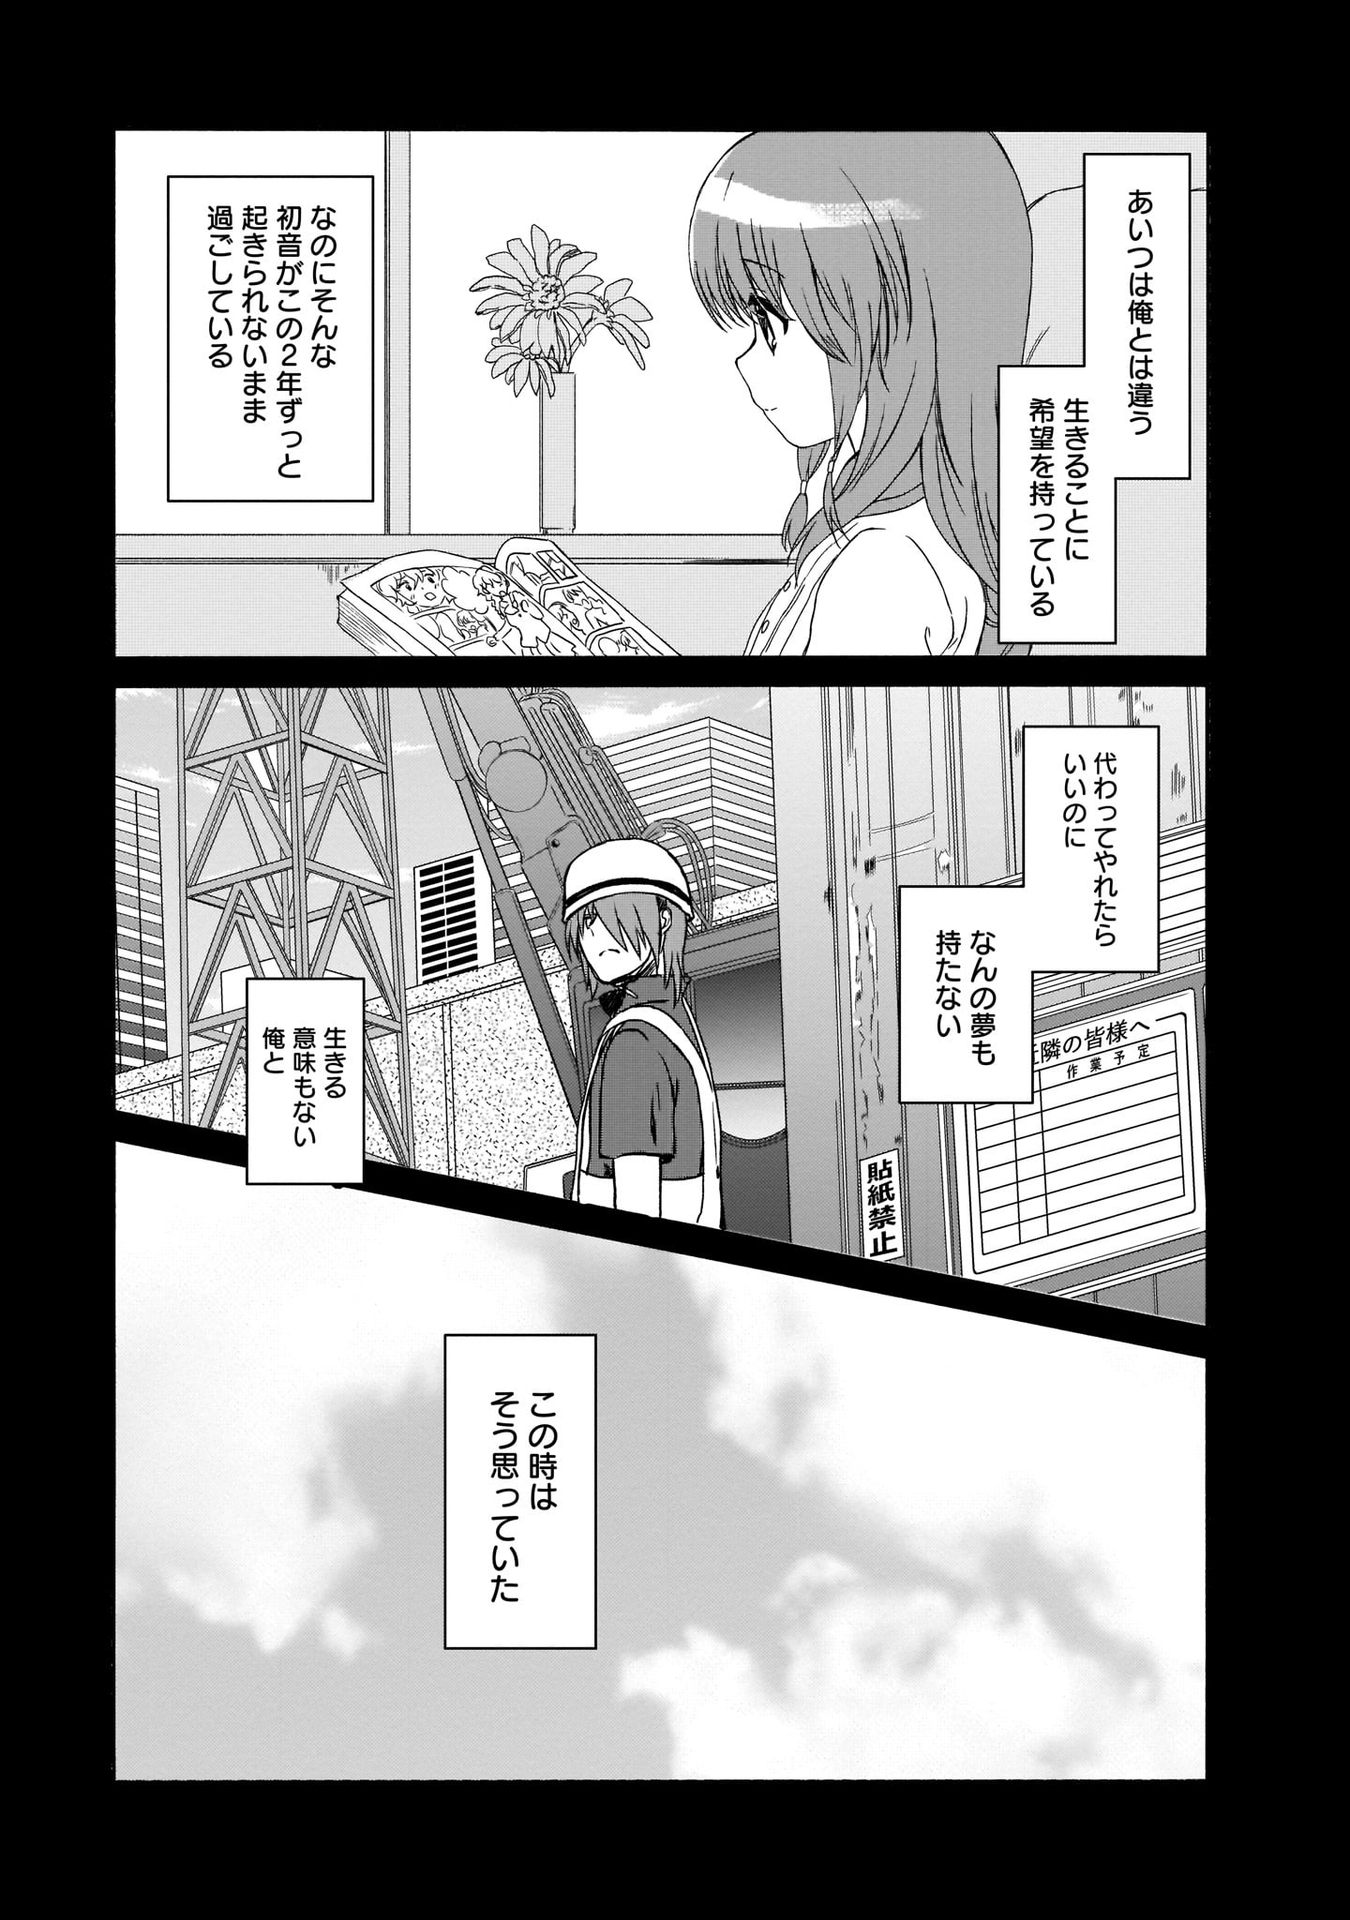 あいつは俺とは違う
生きることに
希望を持っている
なのにそんな
初音がこの2年ずっと
起きられないまま
過ごしている
代わってやれたら
いいのに
なんの夢も
持たない
近隣の皆様へ
作業予定
貼紙禁止
生きる
意味もない
俺と
この時は
そう思っていた